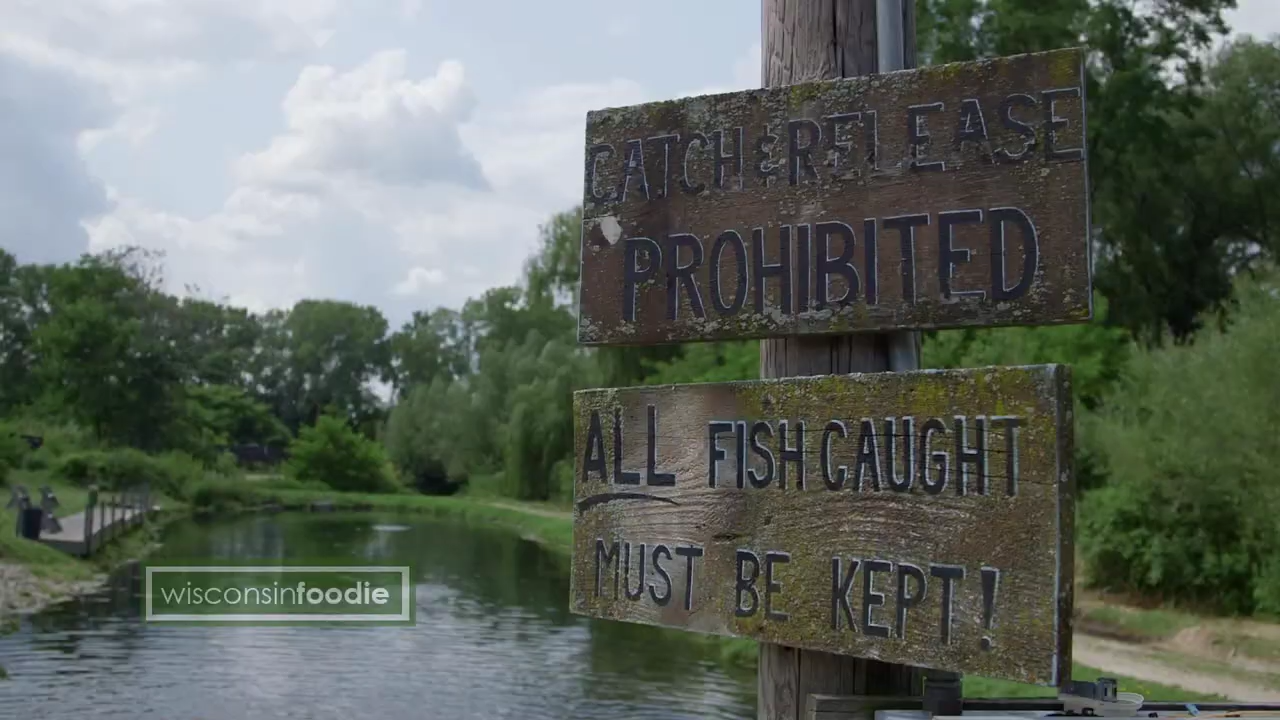 CATCH & RELEASE
PROHIBITED
ALL FISH CAUGHT
MUST BE KEPT!
wisconsinfoodie